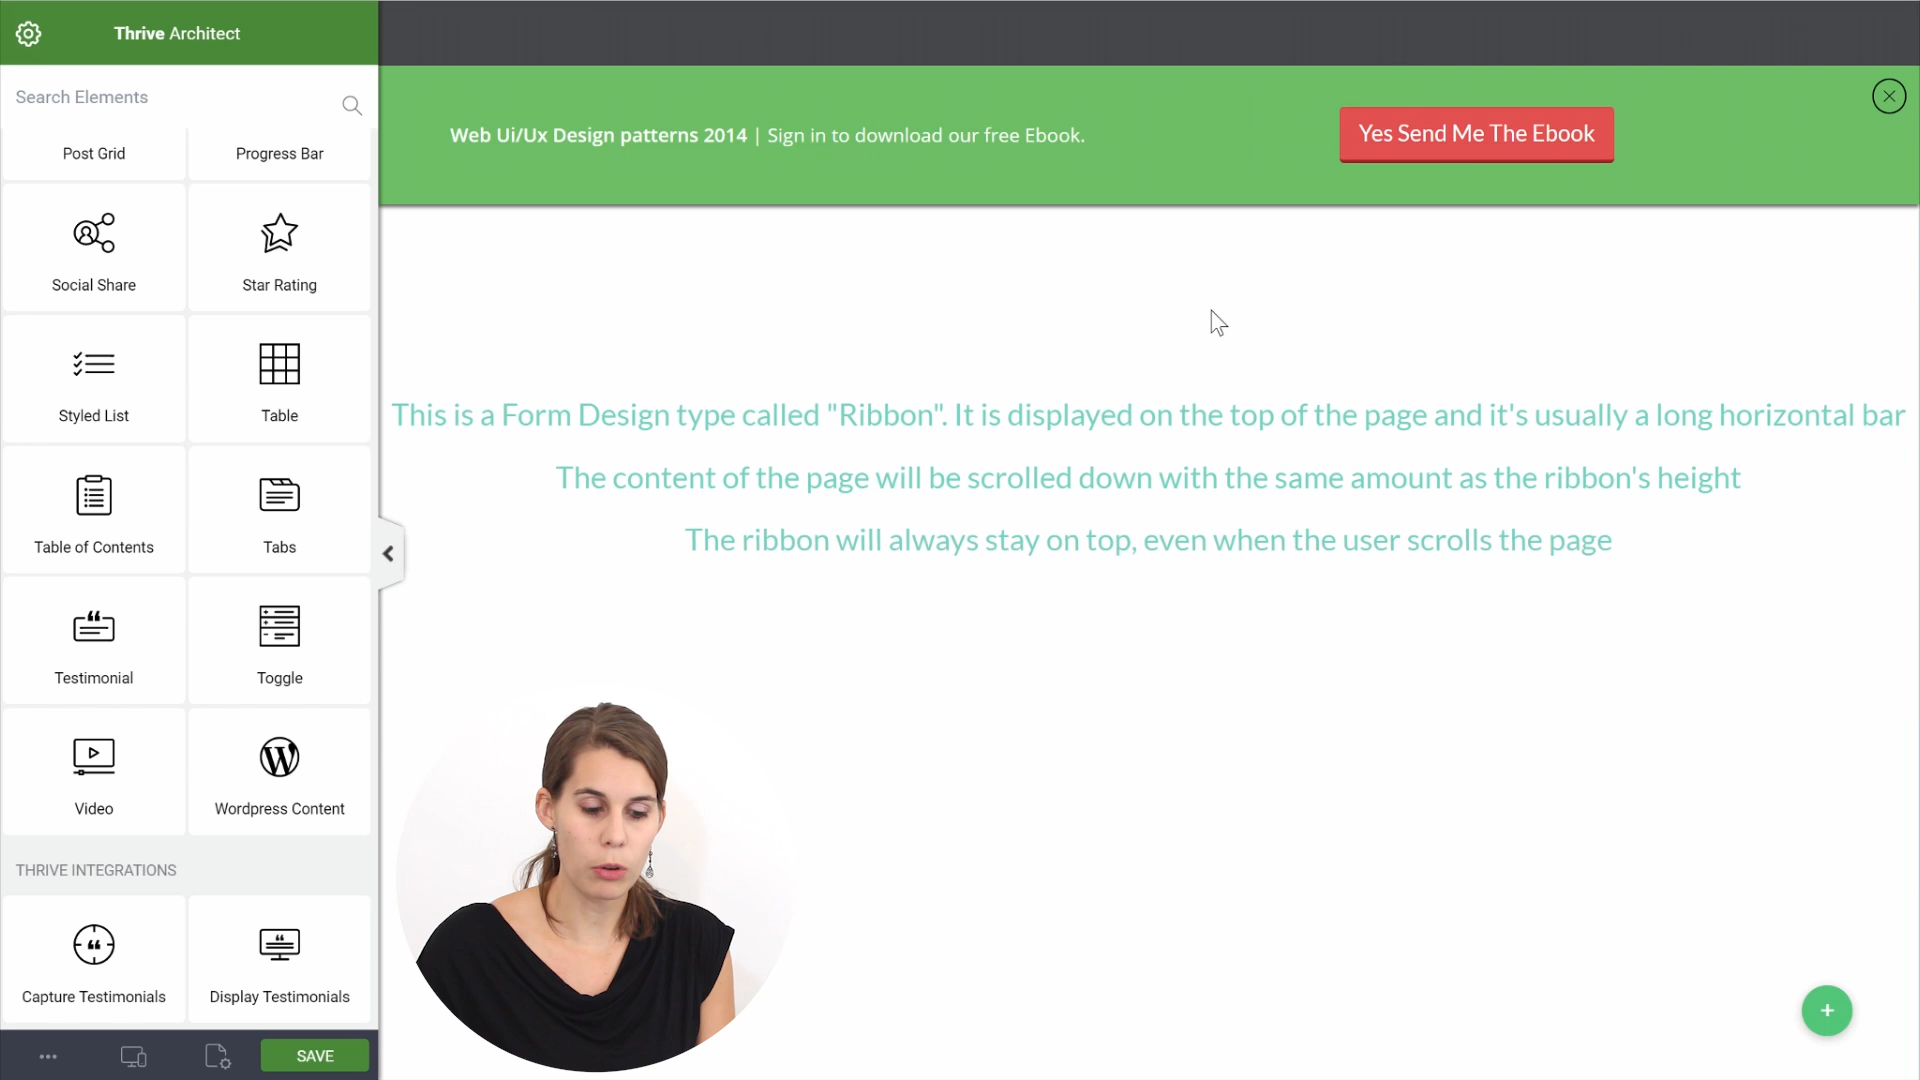 Thrive Architect
Search Elements
Post Grid
Progress Bar
Social Share
Star Rating
Styled List
Table
Table of Contents
Tabs
Testimonial
Toggle
Video
Wordpress Content
THRIVE INTEGRATIONS
Capture Testimonials
Display Testimonials
SAVE
Web Ui/Ux Design patterns 2014 | Sign in to download our free Ebook.
Yes Send Me The Ebook
This is a Form Design type called "Ribbon". It is displayed on the top of the page and it's usually a long horizontal bar
The content of the page will be scrolled down with the same amount as the ribbon's height
The ribbon will always stay on top, even when the user scrolls the page